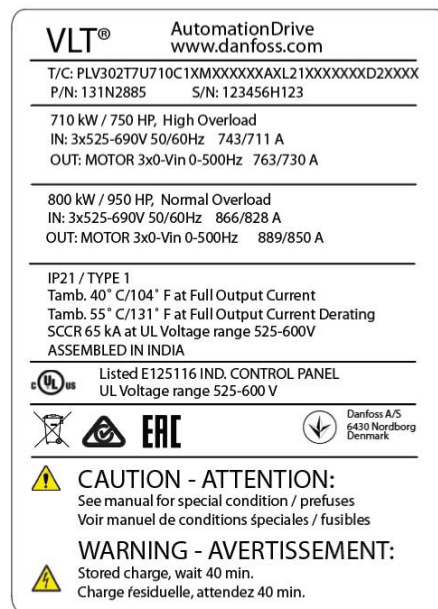 VLT® AutomationDrive
www.danfoss.com
T/C: PLV302T7U710C1XMXXXXXXAXL21XXXXXXXD2XXXX
P/N: 131N2885 S/N: 123456H123
710 kW / 750 HP, High Overload
IN: 3x525-690V 50/60Hz 743/711 A
OUT: MOTOR 3x0-Vin 0-500Hz 763/730 A
800 kW / 950 HP, Normal Overload
IN: 3x525-690V 50/60Hz 866/828 A
OUT: MOTOR 3x0-Vin 0-500Hz 889/850 A
IP21 / TYPE 1
Tamb. 40˚ C/104˚ F at Full Output Current
Tamb. 55˚ C/131˚ F at Full Output Current Derating
SCCR 65 kA at UL Voltage range 525-600V
ASSEMBLED IN INDIA
c UL us Listed E125116 IND. CONTROL PANEL
UL Voltage range 525-600 V
EAC
Danfoss A/S
6430 Nordborg
Denmark
CAUTION - ATTENTION:
See manual for special condition / prefuses
Voir manuel de conditions śpeciales / fusibles
WARNING - AVERTISSEMENT:
Stored charge, wait 40 min.
Charge ŕesiduelle, attendez 40 min.